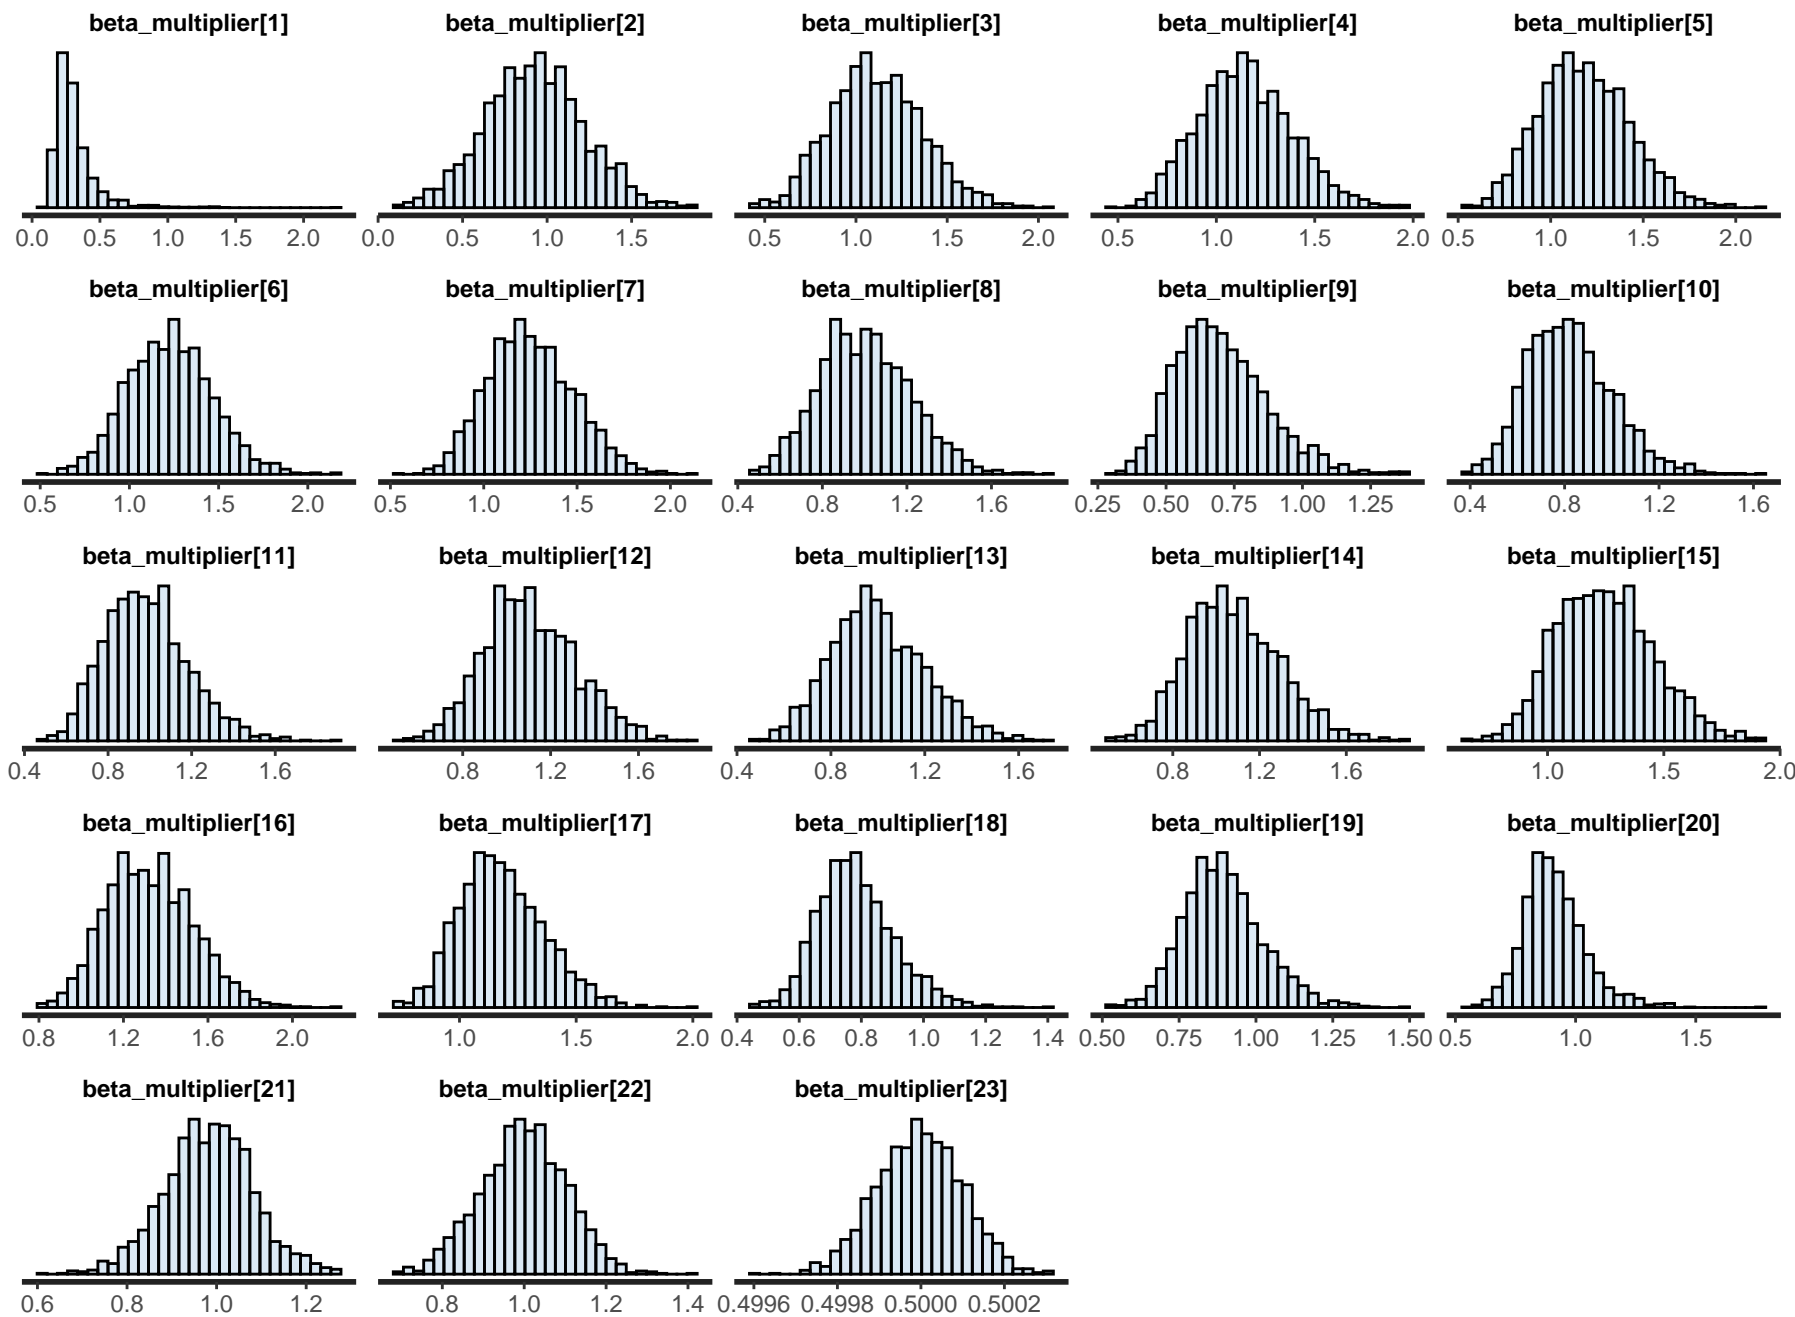 beta_multiplier[1] beta_multiplier[2] beta_multiplier[3] beta_multiplier[4] beta_multiplier[5]
0.0 0.5 1.0 1.5 2.0 0.0 0.5 1.0 1.5 0.5 1.0 1.5 2.0 0.5 1.0 1.5 2.0 0.5 1.0 1.5 2.0
beta_multiplier[6] beta_multiplier[7] beta_multiplier[8] beta_multiplier[9] beta_multiplier[10]
0.5 1.0 1.5 2.0 0.5 1.0 1.5 2.0 0.4 0.8 1.2 1.6 0.25 0.50 0.75 1.00 1.25 0.4 0.8 1.2 1.6
beta_multiplier[11] beta_multiplier[12] beta_multiplier[13] beta_multiplier[14] beta_multiplier[15]
0.4 0.8 1.2 1.6 0.8 1.2 1.6 0.4 0.8 1.2 1.6 0.8 1.2 1.6 1.0 1.5 2.0
beta_multiplier[16] beta_multiplier[17] beta_multiplier[18] beta_multiplier[19] beta_multiplier[20]
0.8 1.2 1.6 2.0 1.0 1.5 2.0 0.4 0.6 0.8 1.0 1.2 1.4 0.50 0.75 1.00 1.25 1.50 0.5 1.0 1.5
beta_multiplier[21] beta_multiplier[22] beta_multiplier[23]
0.6 0.8 1.0 1.2 0.8 1.0 1.2 1.4 0.4996 0.4998 0.5000 0.5002